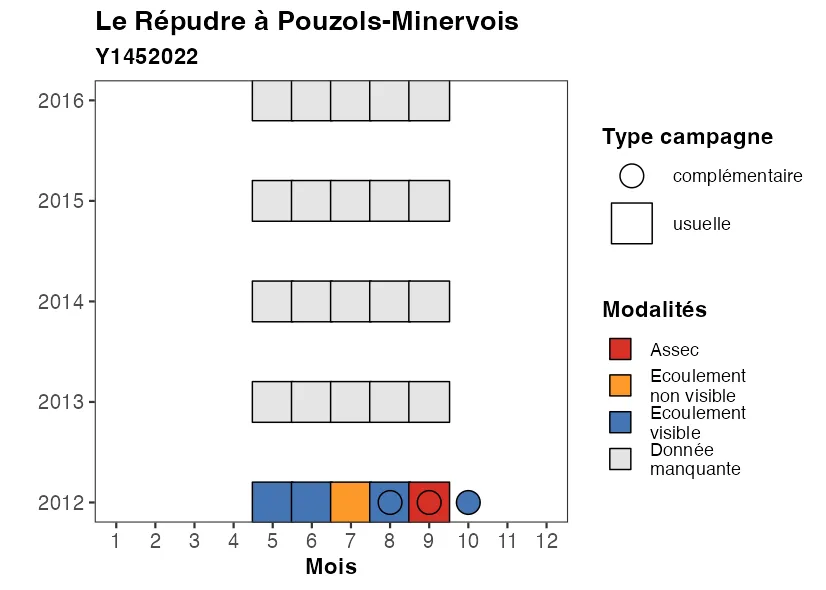 Le Répudre à Pouzols-Minervois
Y1452022
2016
2015
2014
2013
2012
1 2 3 4 5 6 7 8 9 10 11 12
Mois
Type campagne
complémentaire
usuelle
Modalités
Assec
Ecoulement
non visible
Ecoulement
visible
Donnée
manquante